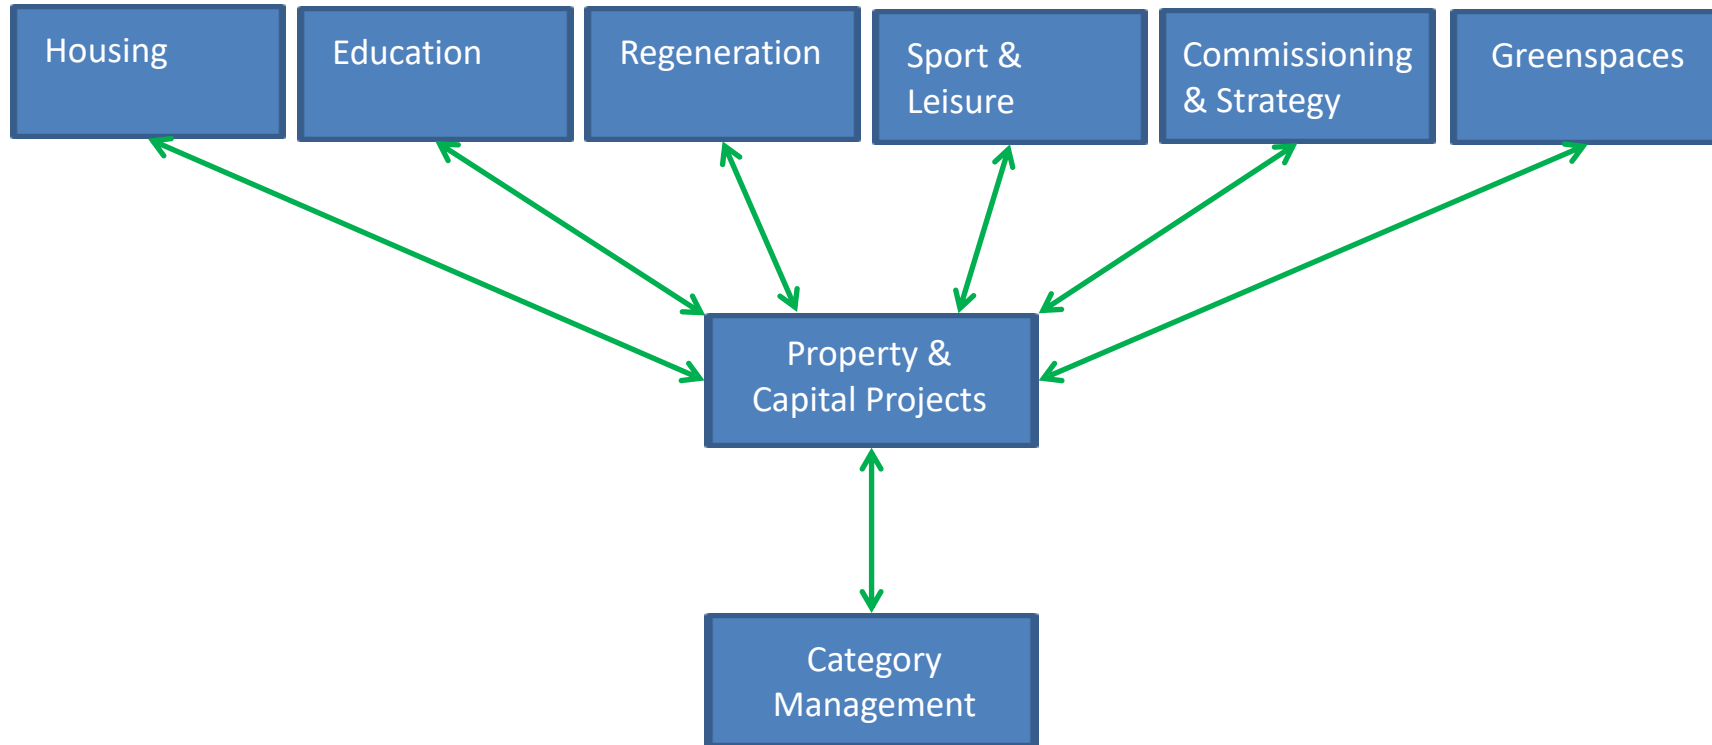 Housing
Education
Regeneration
Sport &
Leisure
Commissioning
& Strategy
Greenspaces
Property &
Capital Projects
Category
Management